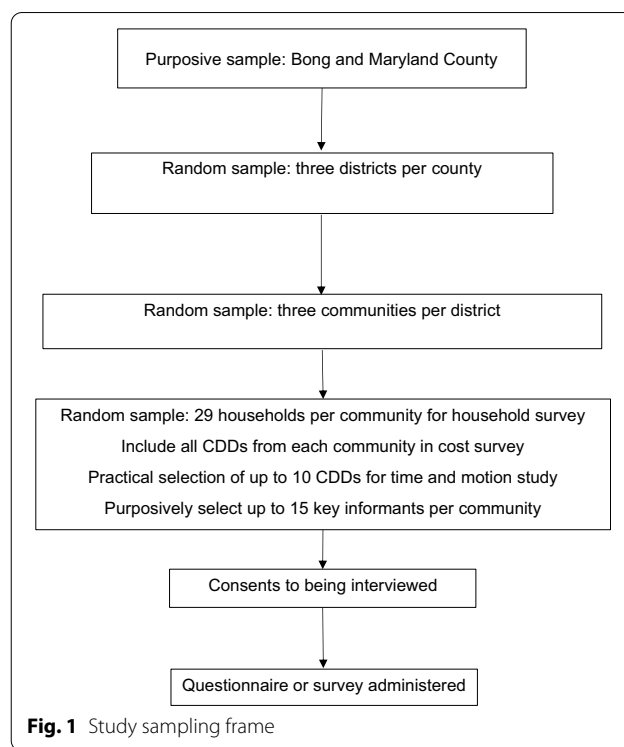 Purposive sample: Bong and Maryland County
Random sample: three districts per county
Random sample: three communities per district
Random sample: 29 households per community for household survey
Include all CDDs from each community in cost survey
Practical selection of up to 10 CDDs for time and motion study
Purposively select up to 15 key informants per community
Consents to being interviewed
Questionnaire or survey administered
Fig. 1 Study sampling frame